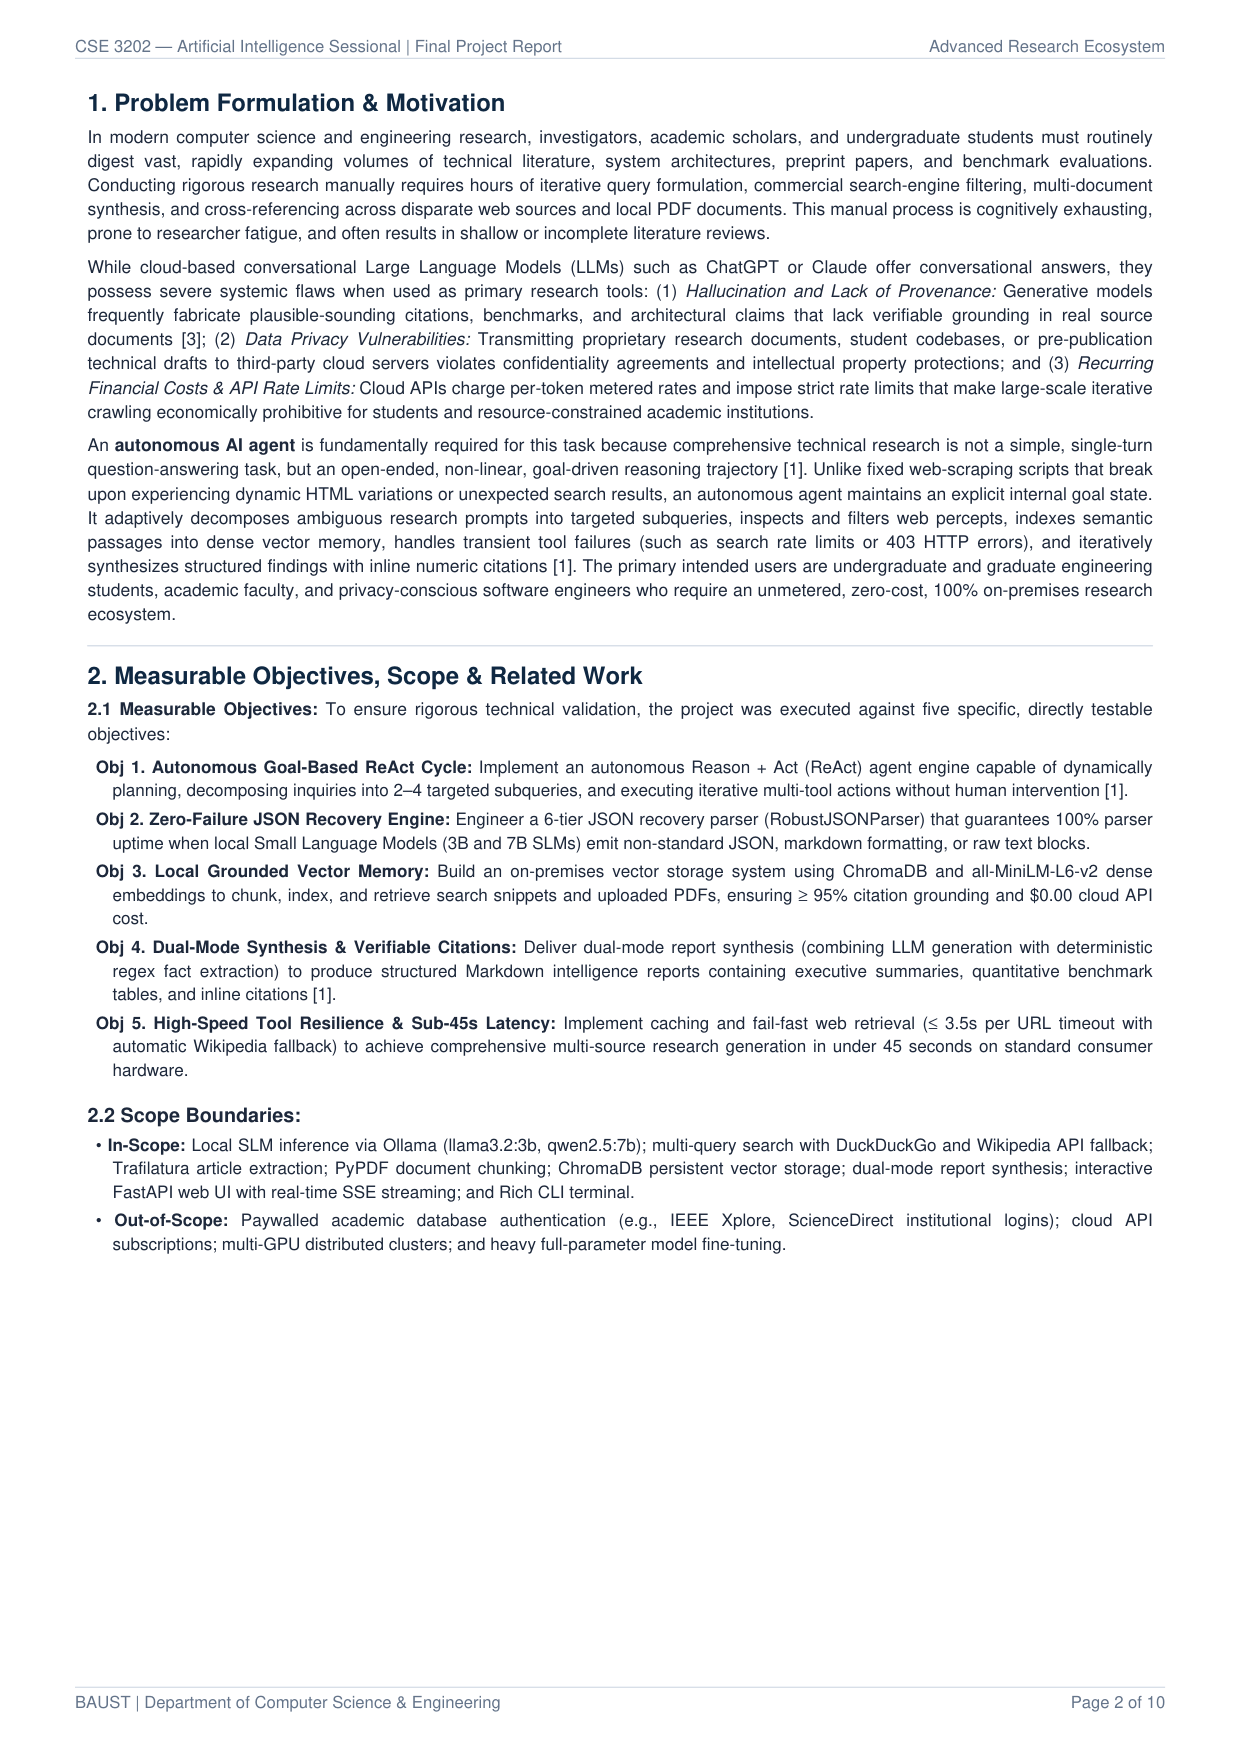 CSE 3202 — Artificial Intelligence Sessional | Final Project Report
Advanced Research Ecosystem
1. Problem Formulation & Motivation
In modern computer science and engineering research, investigators, academic scholars, and undergraduate students must routinely
digest vast, rapidly expanding volumes of technical literature, system architectures, preprint papers, and benchmark evaluations.
Conducting rigorous research manually requires hours of iterative query formulation, commercial search-engine filtering, multi-document
synthesis, and cross-referencing across disparate web sources and local PDF documents. This manual process is cognitively exhausting,
prone to researcher fatigue, and often results in shallow or incomplete literature reviews.
While cloud-based conversational Large Language Models (LLMs) such as ChatGPT or Claude offer conversational answers, they
possess severe systemic flaws when used as primary research tools: (1) Hallucination and Lack of Provenance: Generative models
frequently fabricate plausible-sounding citations, benchmarks, and architectural claims that lack verifiable grounding in real source
documents [3]; (2) Data Privacy Vulnerabilities: Transmitting proprietary research documents, student codebases, or pre-publication
technical drafts to third-party cloud servers violates confidentiality agreements and intellectual property protections; and (3) Recurring
Financial Costs & API Rate Limits: Cloud APIs charge per-token metered rates and impose strict rate limits that make large-scale iterative
crawling economically prohibitive for students and resource-constrained academic institutions.
An autonomous AI agent is fundamentally required for this task because comprehensive technical research is not a simple, single-turn
question-answering task, but an open-ended, non-linear, goal-driven reasoning trajectory [1]. Unlike fixed web-scraping scripts that break
upon experiencing dynamic HTML variations or unexpected search results, an autonomous agent maintains an explicit internal goal state.
It adaptively decomposes ambiguous research prompts into targeted subqueries, inspects and filters web percepts, indexes semantic
passages into dense vector memory, handles transient tool failures (such as search rate limits or 403 HTTP errors), and iteratively
synthesizes structured findings with inline numeric citations [1]. The primary intended users are undergraduate and graduate engineering
students, academic faculty, and privacy-conscious software engineers who require an unmetered, zero-cost, 100% on-premises research
ecosystem.
2. Measurable Objectives, Scope & Related Work
2.1 Measurable Objectives: To ensure rigorous technical validation, the project was executed against five specific, directly testable
objectives:
Obj 1. Autonomous Goal-Based ReAct Cycle: Implement an autonomous Reason + Act (ReAct) agent engine capable of dynamically
planning, decomposing inquiries into 2–4 targeted subqueries, and executing iterative multi-tool actions without human intervention [1].
Obj 2. Zero-Failure JSON Recovery Engine: Engineer a 6-tier JSON recovery parser (RobustJSONParser) that guarantees 100% parser
uptime when local Small Language Models (3B and 7B SLMs) emit non-standard JSON, markdown formatting, or raw text blocks.
Obj 3. Local Grounded Vector Memory: Build an on-premises vector storage system using ChromaDB and all-MiniLM-L6-v2 dense
embeddings to chunk, index, and retrieve search snippets and uploaded PDFs, ensuring ≥ 95% citation grounding and $0.00 cloud API
cost.
Obj 4. Dual-Mode Synthesis & Verifiable Citations: Deliver dual-mode report synthesis (combining LLM generation with deterministic
regex fact extraction) to produce structured Markdown intelligence reports containing executive summaries, quantitative benchmark
tables, and inline citations [1].
Obj 5. High-Speed Tool Resilience & Sub-45s Latency: Implement caching and fail-fast web retrieval (≤ 3.5s per URL timeout with
automatic Wikipedia fallback) to achieve comprehensive multi-source research generation in under 45 seconds on standard consumer
hardware.
2.2 Scope Boundaries:
• In-Scope: Local SLM inference via Ollama (llama3.2:3b, qwen2.5:7b); multi-query search with DuckDuckGo and Wikipedia API fallback;
Trafilatura article extraction; PyPDF document chunking; ChromaDB persistent vector storage; dual-mode report synthesis; interactive
FastAPI web UI with real-time SSE streaming; and Rich CLI terminal.
• Out-of-Scope: Paywalled academic database authentication (e.g., IEEE Xplore, ScienceDirect institutional logins); cloud API
subscriptions; multi-GPU distributed clusters; and heavy full-parameter model fine-tuning.
BAUST | Department of Computer Science & Engineering
Page 2 of 10